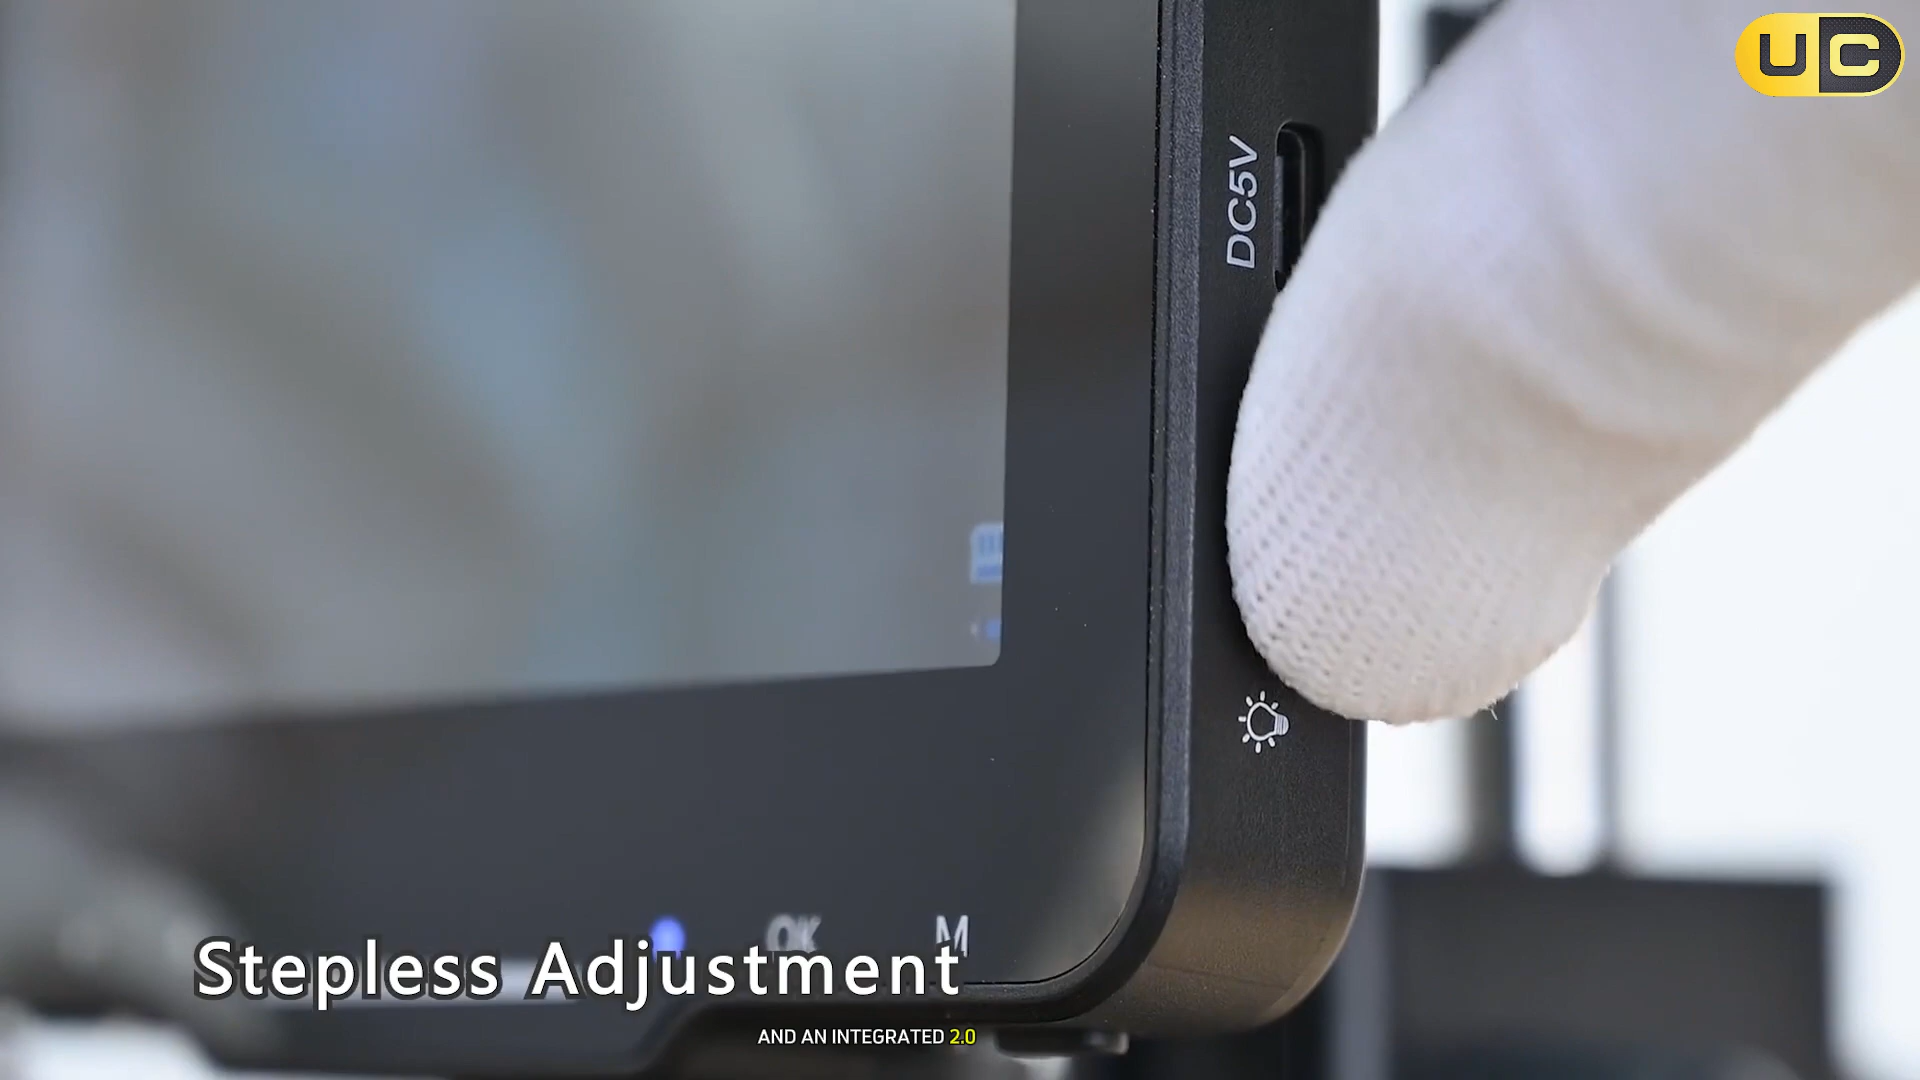 UC
DC5V
OK
M
Stepless Adjustment
AND AN INTEGRATED 2.0